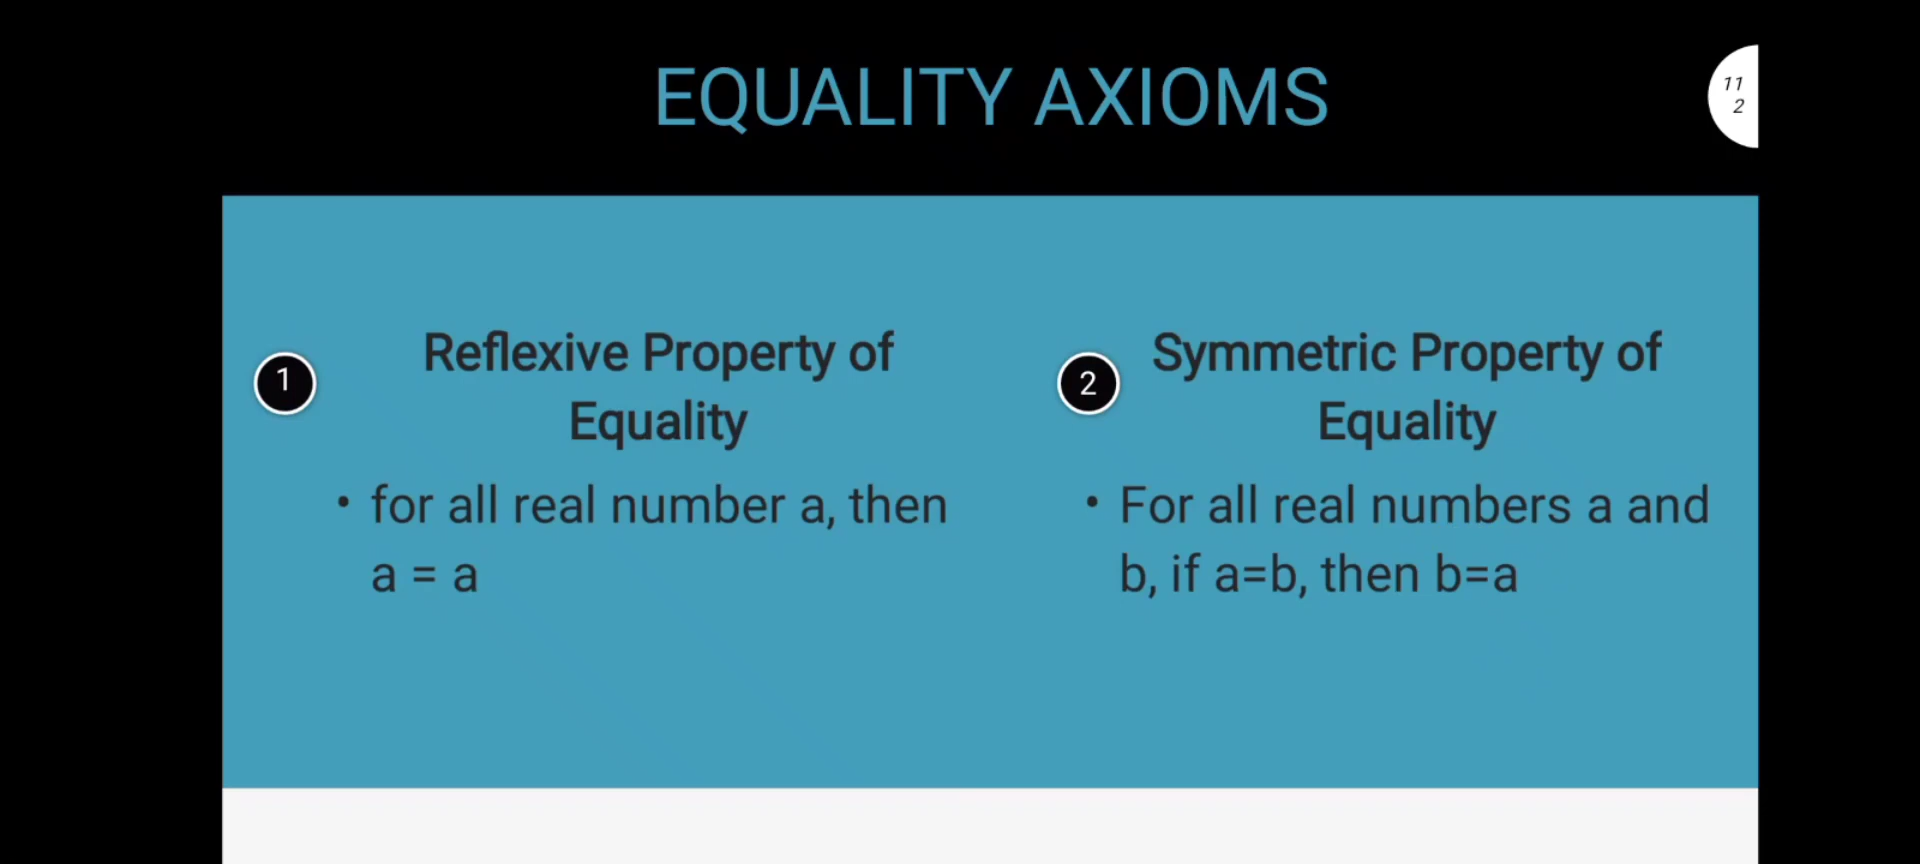 EQUALITY AXIOMS
11
2
1
Reflexive Property of
Equality
• for all real number a, then
a = a
2
Symmetric Property of
Equality
• For all real numbers a and
b, if a=b, then b=a